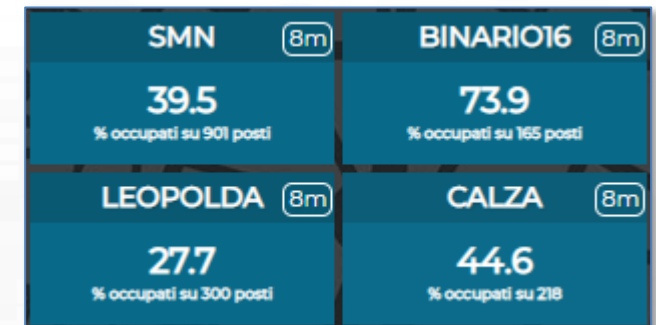 SMN 8m
39.5
% occupati su 901 posti
BINARIO16 8m
73.9
% occupati su 165 posti
LEOPOLDA 8m
27.7
% occupati su 300 posti
CALZA 8m
44.6
% occupati su 218